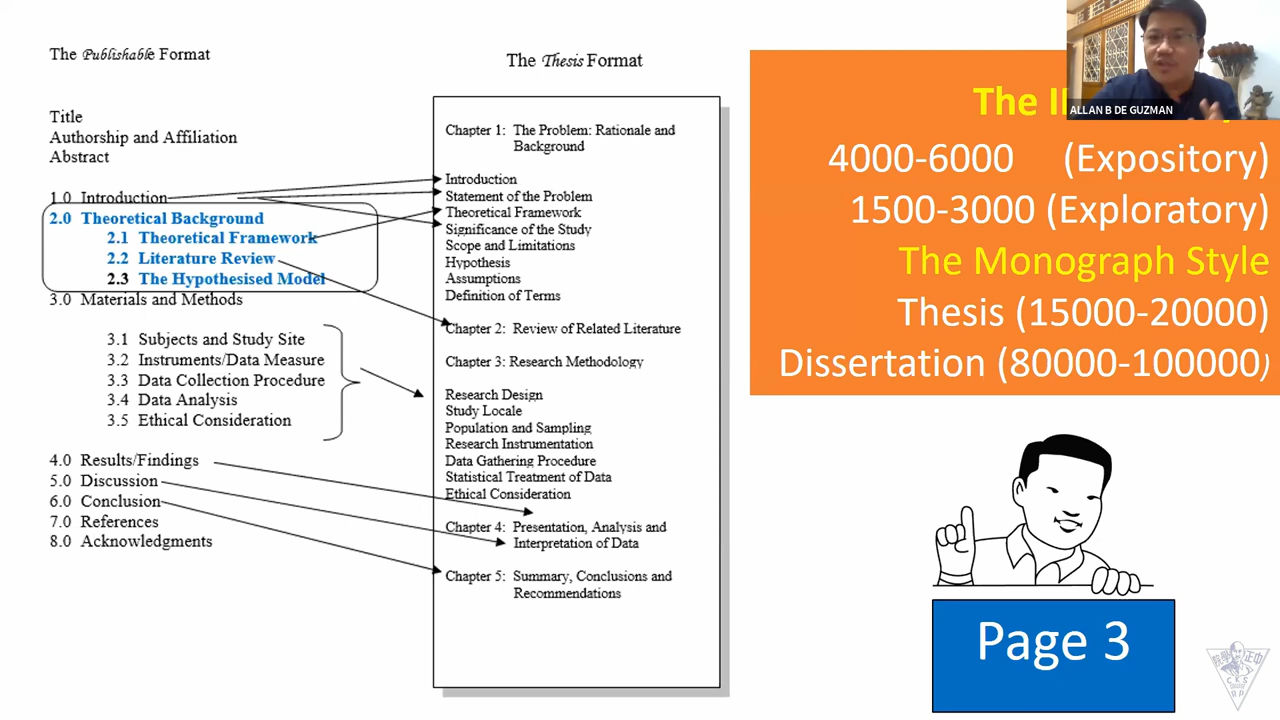 The Publishable Format
Title
Authorship and Affiliation
Abstract
1.0 Introduction
2.0 Theoretical Background
2.1 Theoretical Framework
2.2 Literature Review
2.3 The Hypothesised Model
3.0 Materials and Methods
3.1 Subjects and Study Site
3.2 Instruments/Data Measure
3.3 Data Collection Procedure
3.4 Data Analysis
3.5 Ethical Consideration
4.0 Results/Findings
5.0 Discussion
6.0 Conclusion
7.0 References
8.0 Acknowledgments
The Thesis Format
Chapter 1: The Problem: Rationale and
Background
Introduction
Statement of the Problem
Theoretical Framework
Significance of the Study
Scope and Limitations
Hypothesis
Assumptions
Definition of Terms
Chapter 2: Review of Related Literature
Chapter 3: Research Methodology
Research Design
Study Locale
Population and Sampling
Research Instrumentation
Data Gathering Procedure
Statistical Treatment of Data
Ethical Consideration
Chapter 4: Presentation, Analysis and
Interpretation of Data
Chapter 5: Summary, Conclusions and
Recommendations
The
4000-6000 (Expository)
1500-3000 (Exploratory)
The Monograph Style
Thesis (15000-20000)
Dissertation (80000-100000)
ALLAN B DE GUZMAN
Page 3